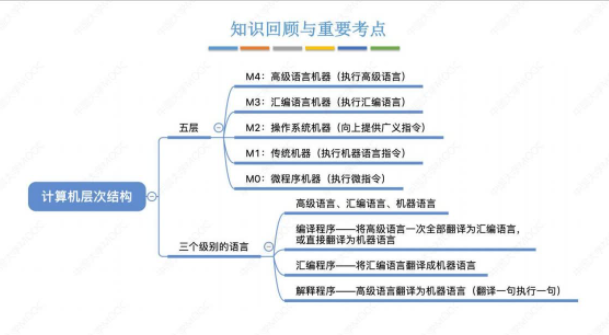 知识回顾与重要考点
计算机层次结构
五层
M4：高级语言机器（执行高级语言）
M3：汇编语言机器（执行汇编语言）
M2：操作系统机器（向上提供广义指令）
M1：传统机器（执行机器语言指令）
M0：微程序机器（执行微指令）
三个级别的语言
高级语言、汇编语言、机器语言
编译程序——将高级语言一次全部翻译为汇编语言，
或直接翻译为机器语言
汇编程序——将汇编语言翻译成机器语言
解释程序——高级语言翻译为机器语言（翻译一句执行一句）